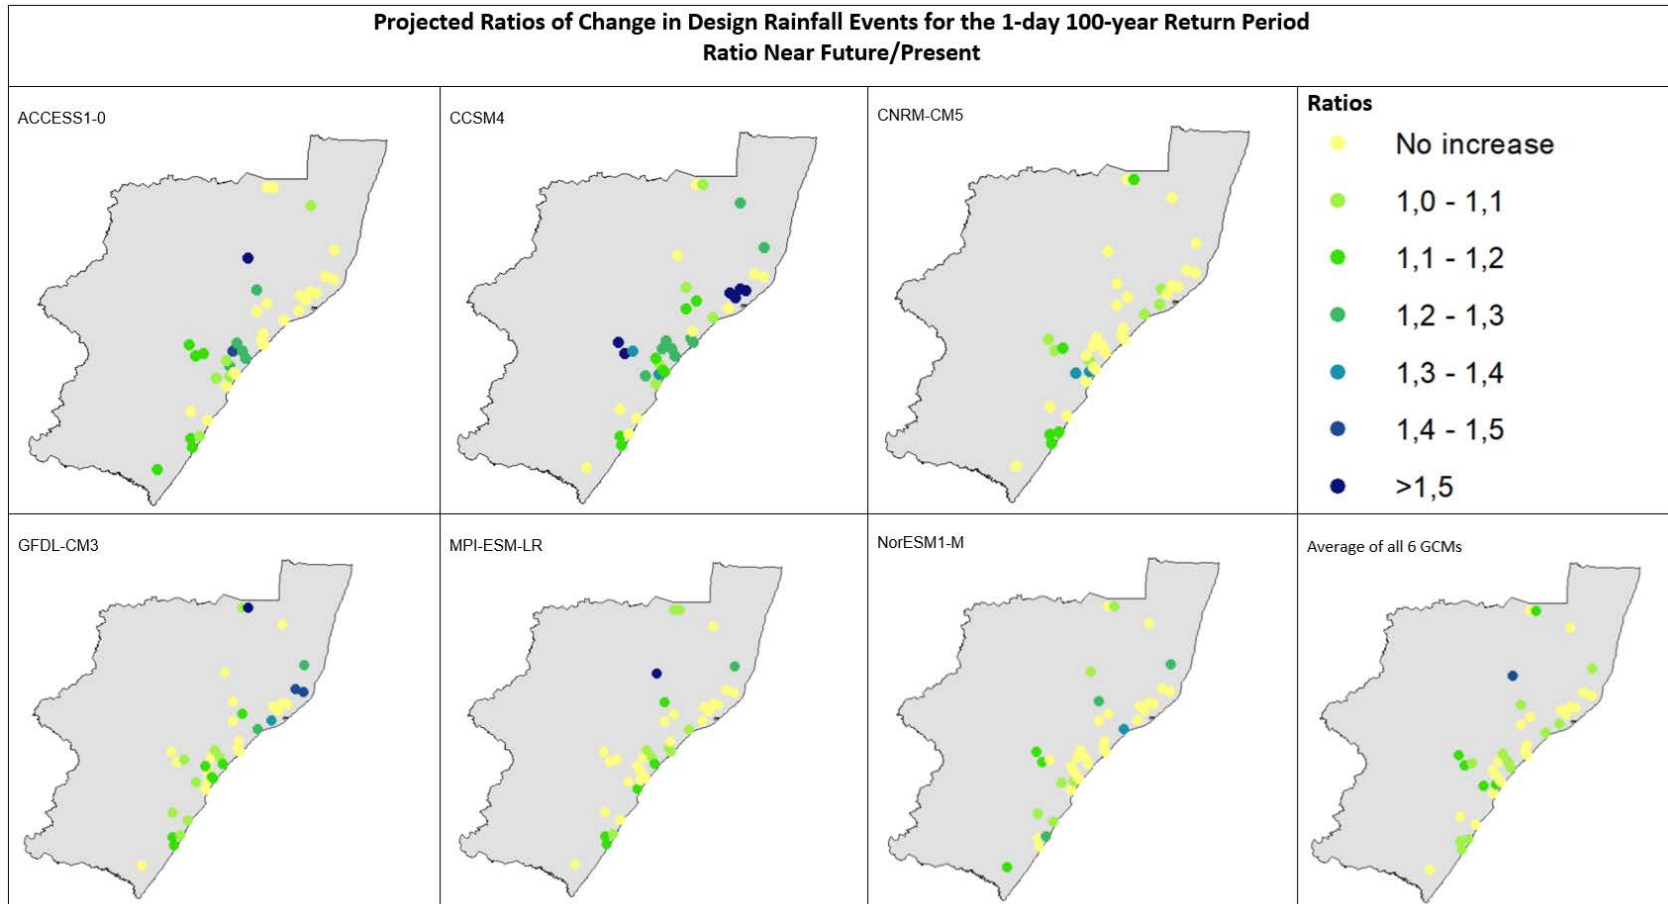 Projected Ratios of Change in Design Rainfall Events for the 1-day 100-year Return Period
Ratio Near Future/Present
ACCESS1-0
CCSM4
CNRM-CM5
Ratios
No increase
1,0 - 1,1
1,1 - 1,2
1,2 - 1,3
1,3 - 1,4
1,4 - 1,5
>1,5
GFDL-CM3
MPI-ESM-LR
NorESM1-M
Average of all 6 GCMs